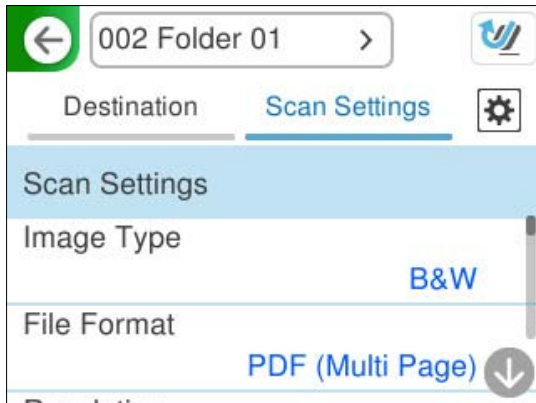 002 Folder 01
Destination
Scan Settings
Scan Settings
Image Type
B&W
File Format
PDF (Multi Page)